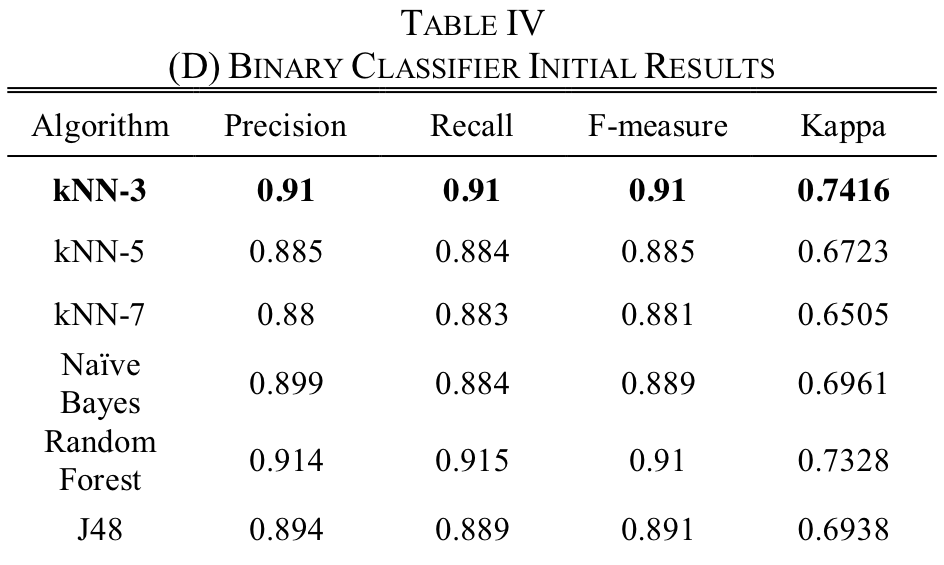 TABLE IV
(D) BINARY CLASSIFIER INITIAL RESULTS
Algorithm Precision Recall F-measure Kappa
kNN-3 0.91 0.91 0.91 0.7416
kNN-5 0.885 0.884 0.885 0.6723
kNN-7 0.88 0.883 0.881 0.6505
Naïve
Bayes 0.899 0.884 0.889 0.6961
Random
Forest 0.914 0.915 0.91 0.7328
J48 0.894 0.889 0.891 0.6938